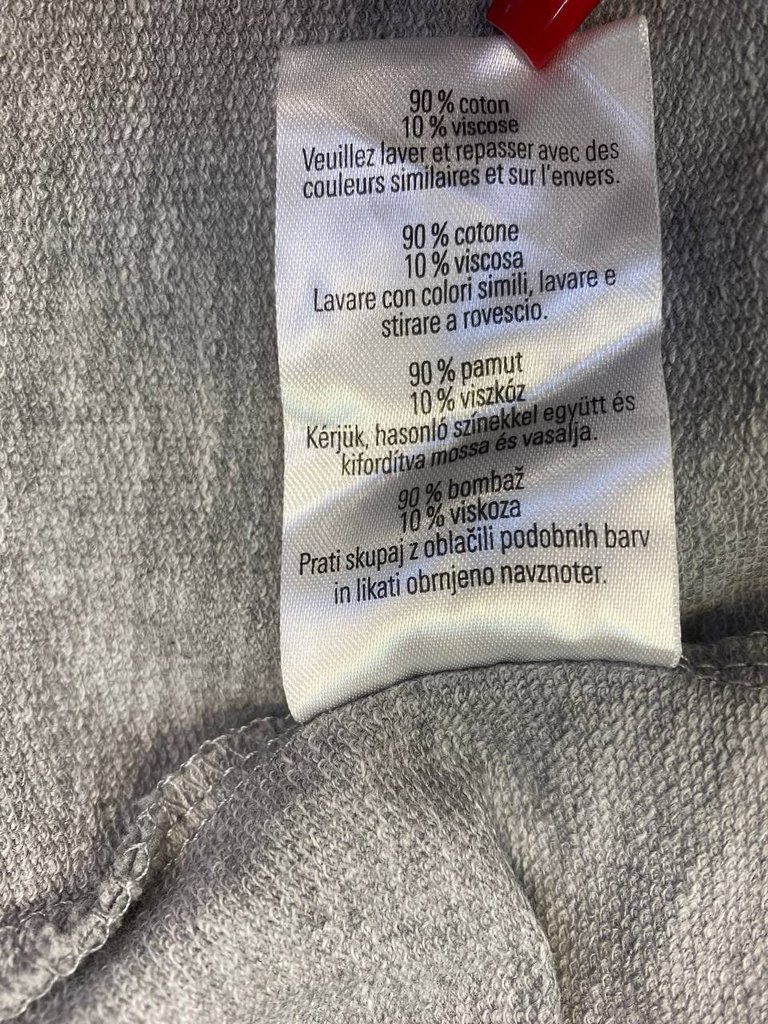 90 % coton
10 % viscose
Veuillez laver et repasser avec des
couleurs similaires et sur l'envers.
90 % cotone
10 % viscosa
Lavare con colori simili, lavare e
stirare a rovescio.
90 % pamut
10 % viszkóz
Kérjük, hasonló színekkel együtt és
kifordítva mossa és vasalja.
90 % bombaž
10 % viskoza
Prati skupaj z oblačili podobnih barv
in likati obrnjeno navznoter.